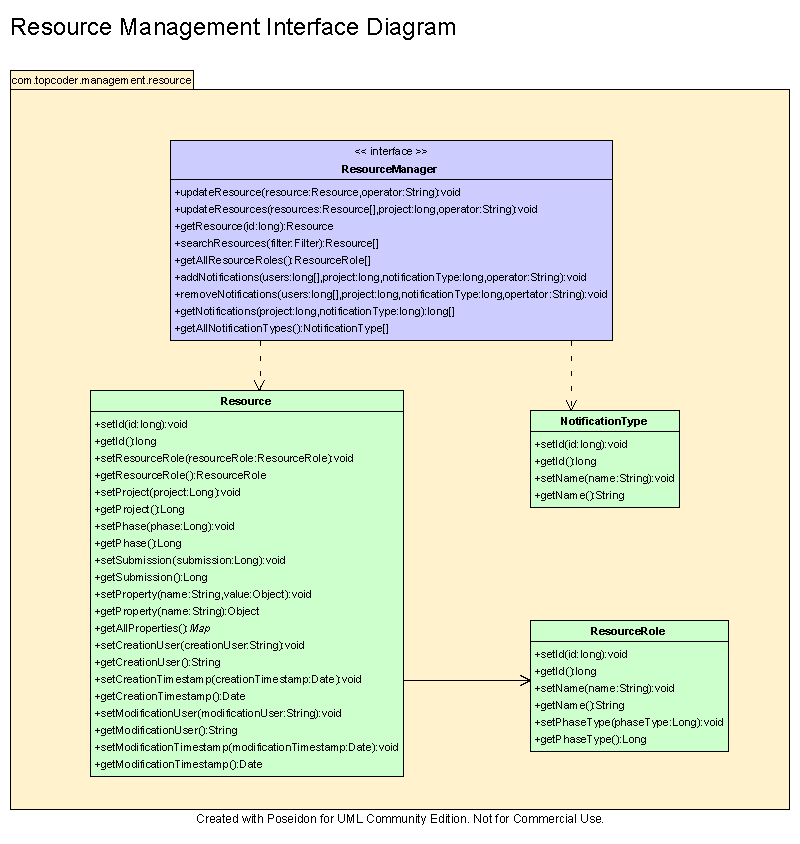 Resource Management Interface Diagram
com.topcoder.management.resource
<< interface >>
ResourceManager
+updateResource(resource:Resource,operator:String):void
+updateResources(resources:Resource[],project:long,operator:String):void
+getResource(id:long):Resource
+searchResources(filter:Filter):Resource[]
+getAllResourceRoles():ResourceRole[]
+addNotifications(users:long[],project:long,notificationType:long,operator:String):void
+removeNotifications(users:long[],project:long,notificationType:long,opertator:String):void
+getNotifications(project:long,notificationType:long):long[]
+getAllNotificationTypes():NotificationType[]
Resource
+setId(id:long):void
+getId():long
+setResourceRole(resourceRole:ResourceRole):void
+getResourceRole():ResourceRole
+setProject(project:Long):void
+getProject():Long
+setPhase(phase:Long):void
+getPhase():Long
+setSubmission(submission:Long):void
+getSubmission():Long
+setProperty(name:String,value:Object):void
+getProperty(name:String):Object
+getAllProperties():Map
+setCreationUser(creationUser:String):void
+getCreationUser():String
+setCreationTimestamp(creationTimestamp:Date):void
+getCreationTimestamp():Date
+setModificationUser(modificationUser:String):void
+getModificationUser():String
+setModificationTimestamp(modificationTimestamp:Date):void
+getModificationTimestamp():Date
NotificationType
+setId(id:long):void
+getId():long
+setName(name:String):void
+getName():String
ResourceRole
+setId(id:long):void
+getId():long
+setName(name:String):void
+getName():String
+setPhaseType(phaseType:Long):void
+getPhaseType():Long
Created with Poseidon for UML Community Edition. Not for Commercial Use.